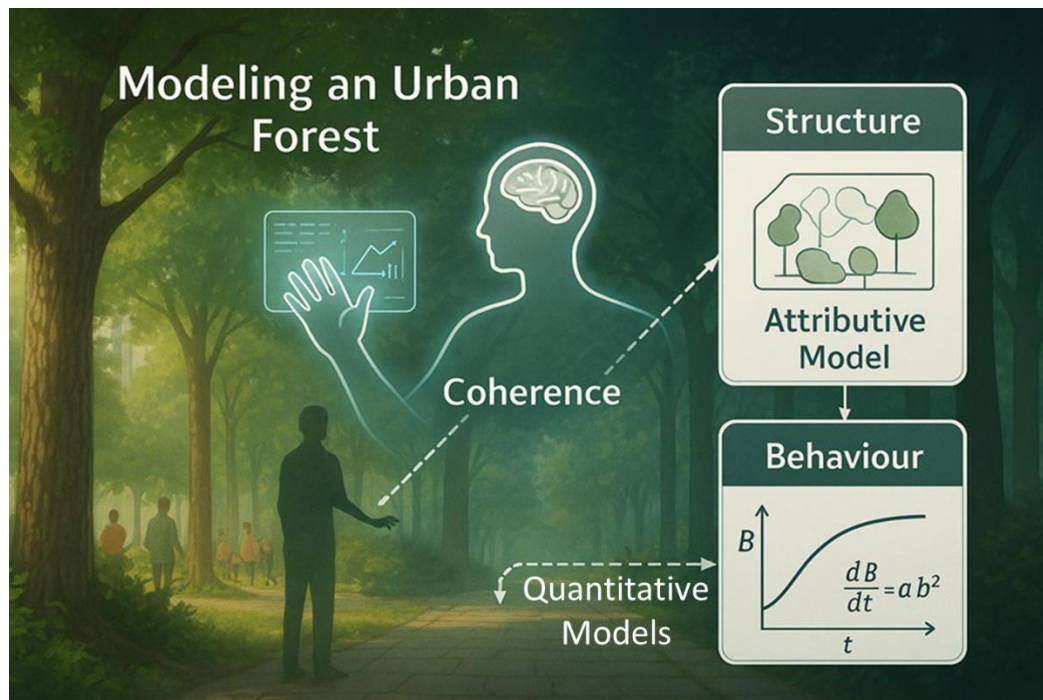 Modeling an Urban
Forest
Structure
Attributive
Model
Coherence
Behaviour
B
dB
dt
= a b²
t
Quantitative
Models